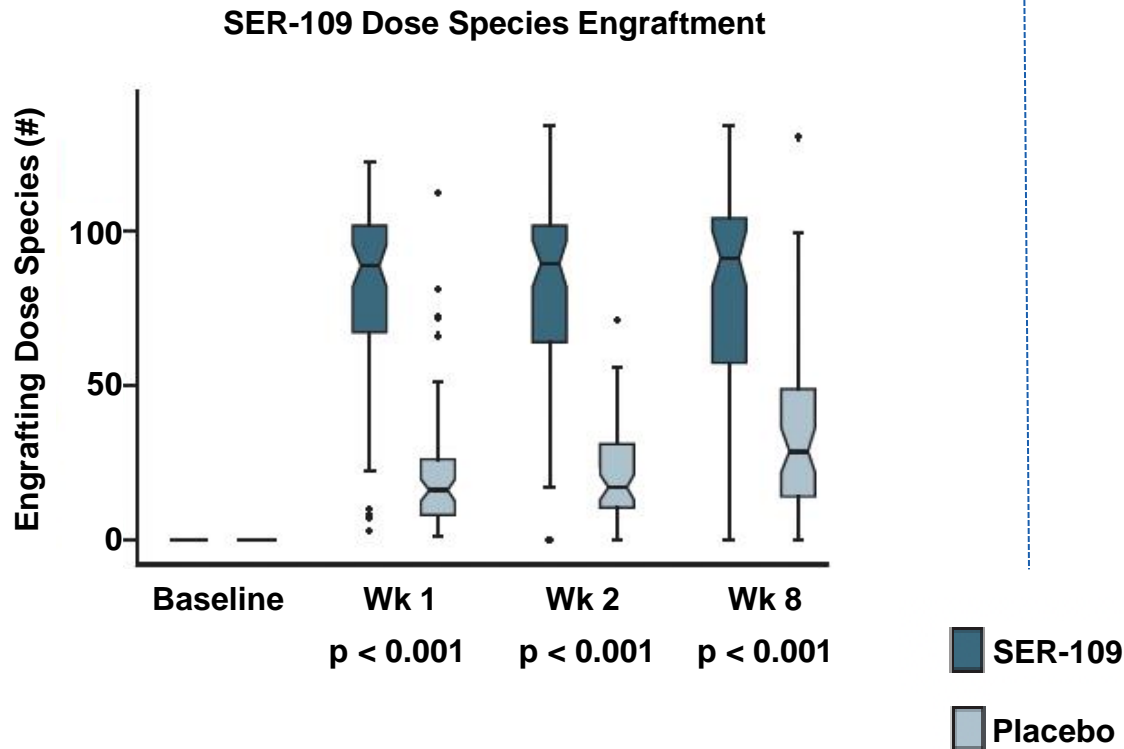 SER-109 Dose Species Engraftment
Engrafting Dose Species (#)
100
50
0
Baseline Wk 1 Wk 2 Wk 8
p < 0.001 p < 0.001 p < 0.001
SER-109
Placebo